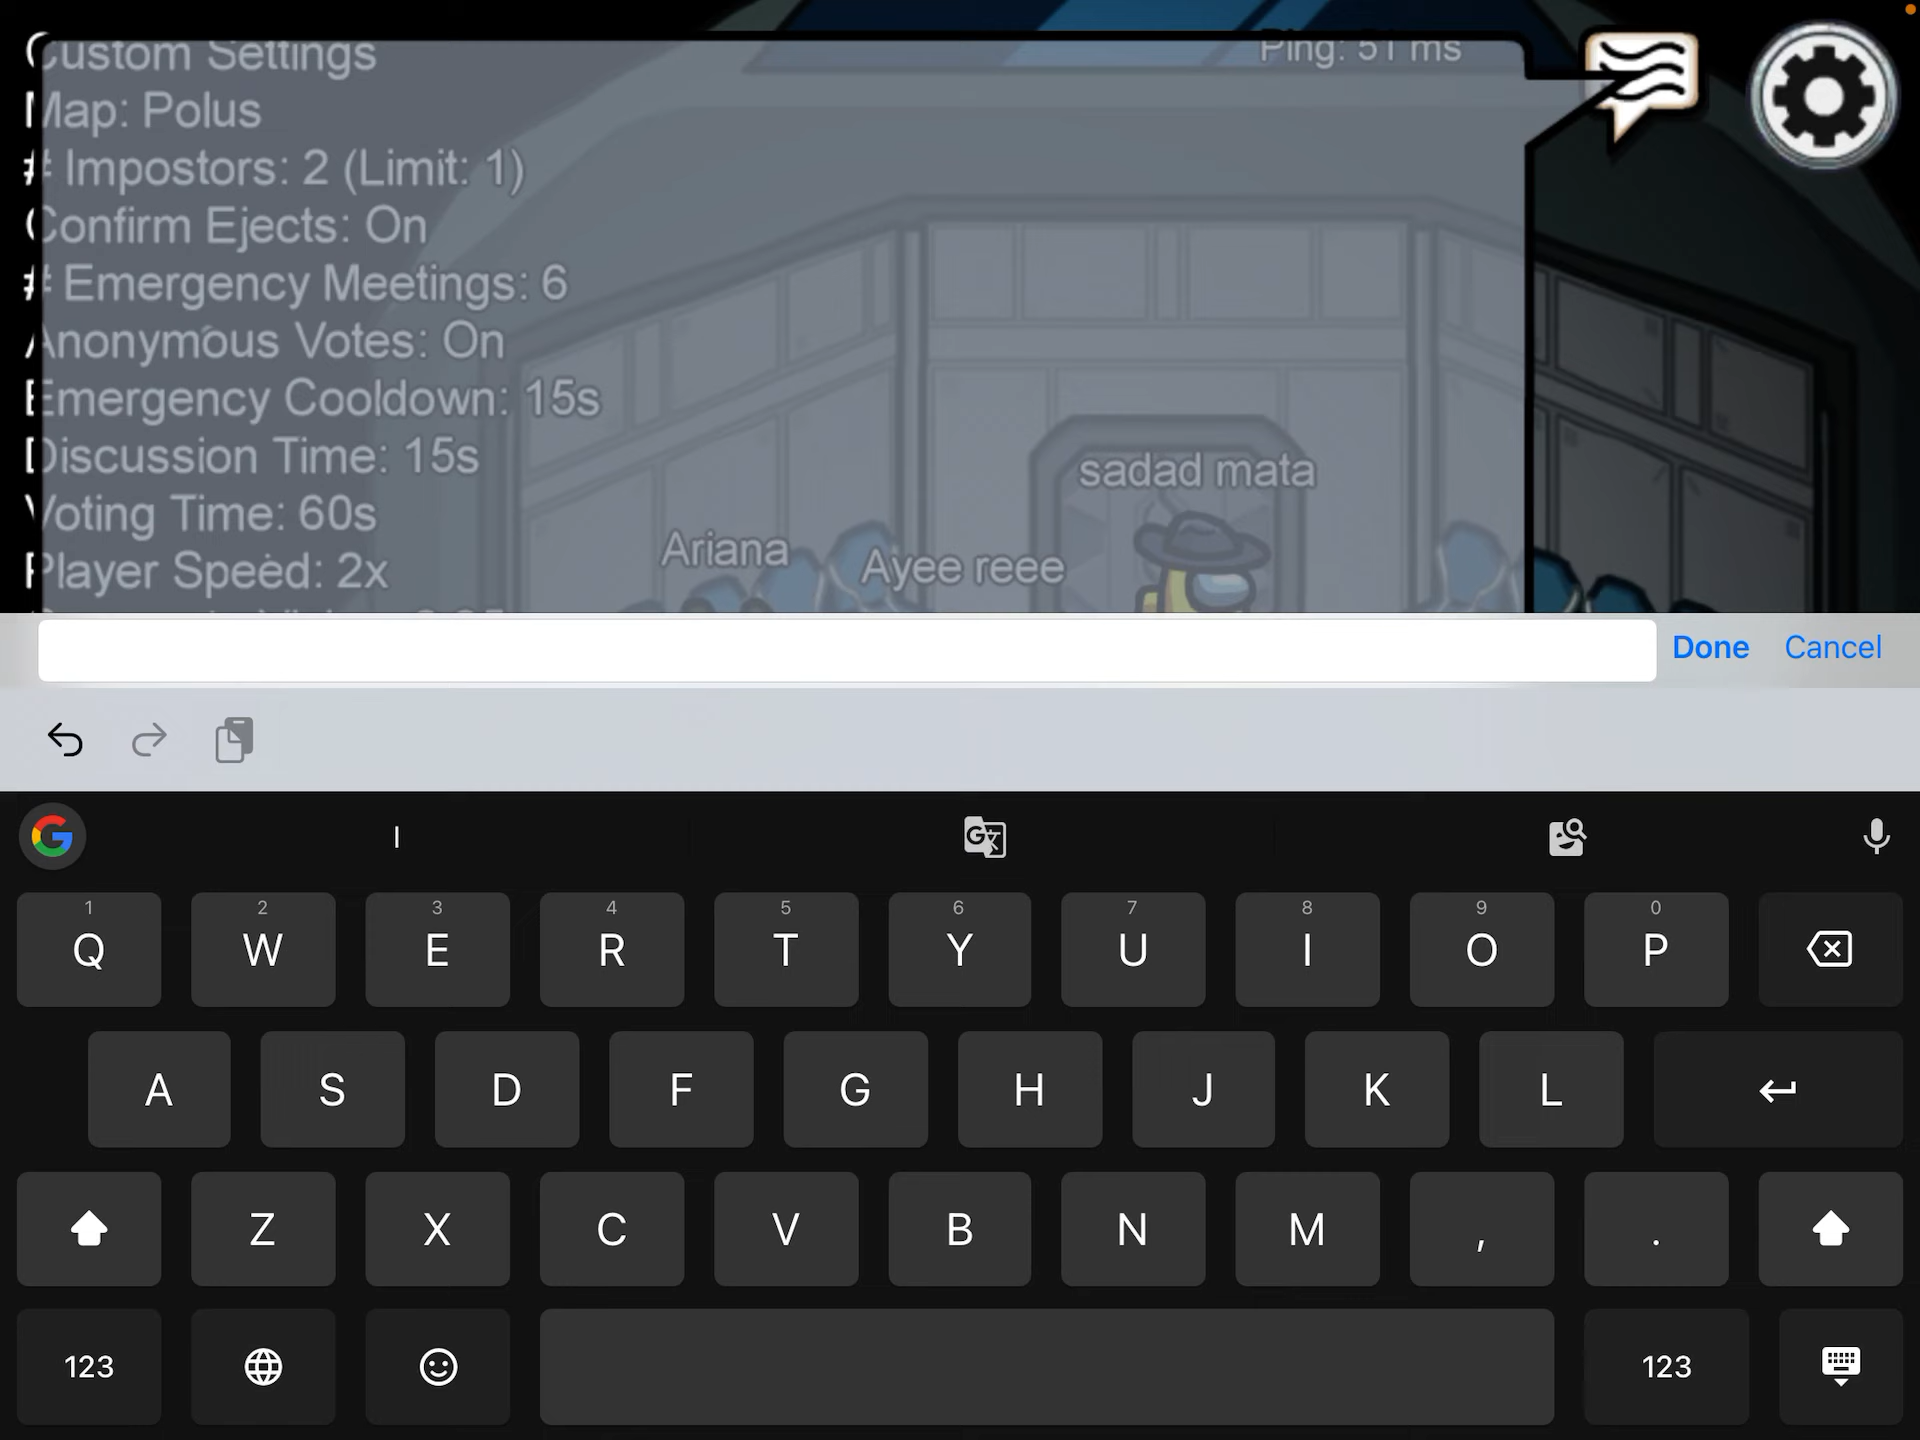 Custom Settings
Ping: 51 ms
Map: Polus
# Impostors: 2 (Limit: 1)
Confirm Ejects: On
# Emergency Meetings: 6
Anonymous Votes: On
Emergency Cooldown: 15s
Discussion Time: 15s
Voting Time: 60s
Player Speed: 2x
sadad mata
Ariana
Ayee reee
Done Cancel
I
1 2 3 4 5 6 7 8 9 0
Q W E R T Y U I O P
A S D F G H J K L
Z X C V B N M , .
123 123